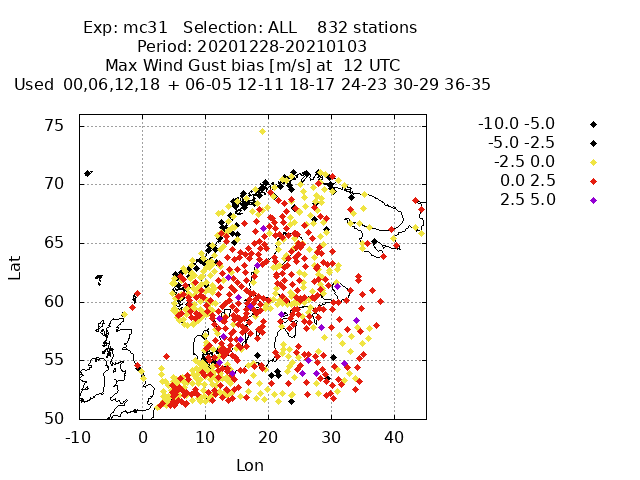 Exp: mc31 Selection: ALL 832 stations
Period: 20201228-20210103
Max Wind Gust bias [m/s] at 12 UTC
Used 00,06,12,18 + 06-05 12-11 18-17 24-23 30-29 36-35
-10.0 -5.0
-5.0 -2.5
-2.5 0.0
0.0 2.5
2.5 5.0
75
70
65
60
55
50
Lat
-10 0 10 20 30 40
Lon